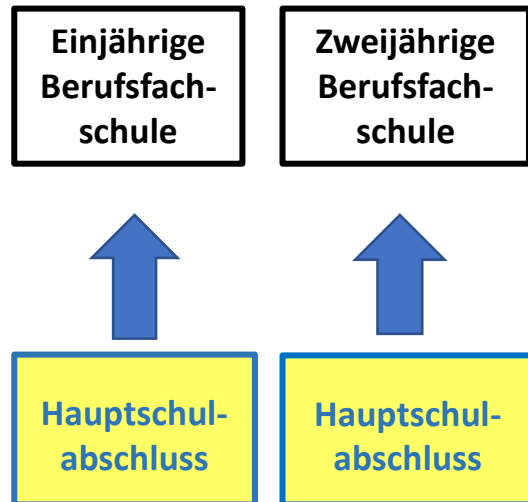 Einjährige
Berufsfach-
schule
Zweijährige
Berufsfach-
schule
Hauptschul-
abschluss
Hauptschul-
abschluss